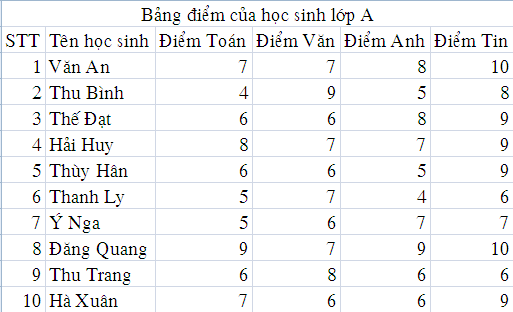 Bảng điểm của học sinh lớp A
STT Tên học sinh Điểm Toán Điểm Văn Điểm Anh Điểm Tin
1 Văn An 7 7 8 10
2 Thu Bình 4 9 5 8
3 Thế Đạt 6 6 8 9
4 Hải Huy 8 7 7 9
5 Thùy Hân 6 6 5 9
6 Thanh Ly 5 7 4 6
7 Ý Nga 5 6 7 7
8 Đăng Quang 9 7 9 10
9 Thu Trang 6 8 6 6
10 Hà Xuân 7 6 6 9